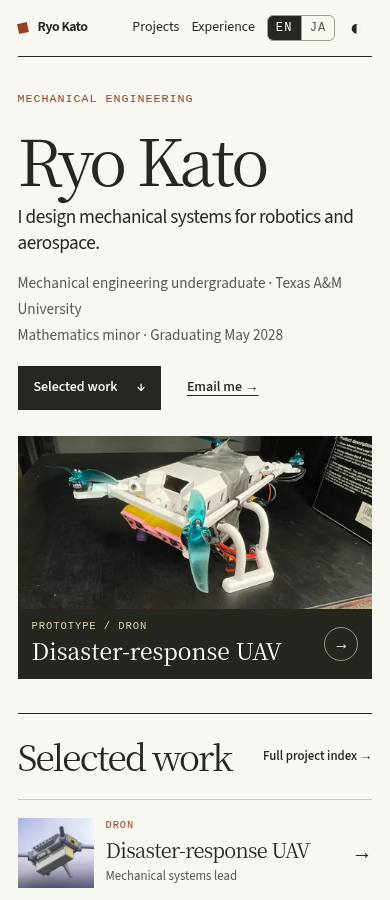 Ryo Kato
Projects Experience EN JA
MECHANICAL ENGINEERING
Ryo Kato
I design mechanical systems for robotics and
aerospace.
Mechanical engineering undergraduate · Texas A&M
University
Mathematics minor · Graduating May 2028
Selected work ↓
Email me →
PROTOTYPE / DRON
Disaster-response UAV
→
Selected work
Full project index →
DRON
Disaster-response UAV
→
Mechanical systems lead